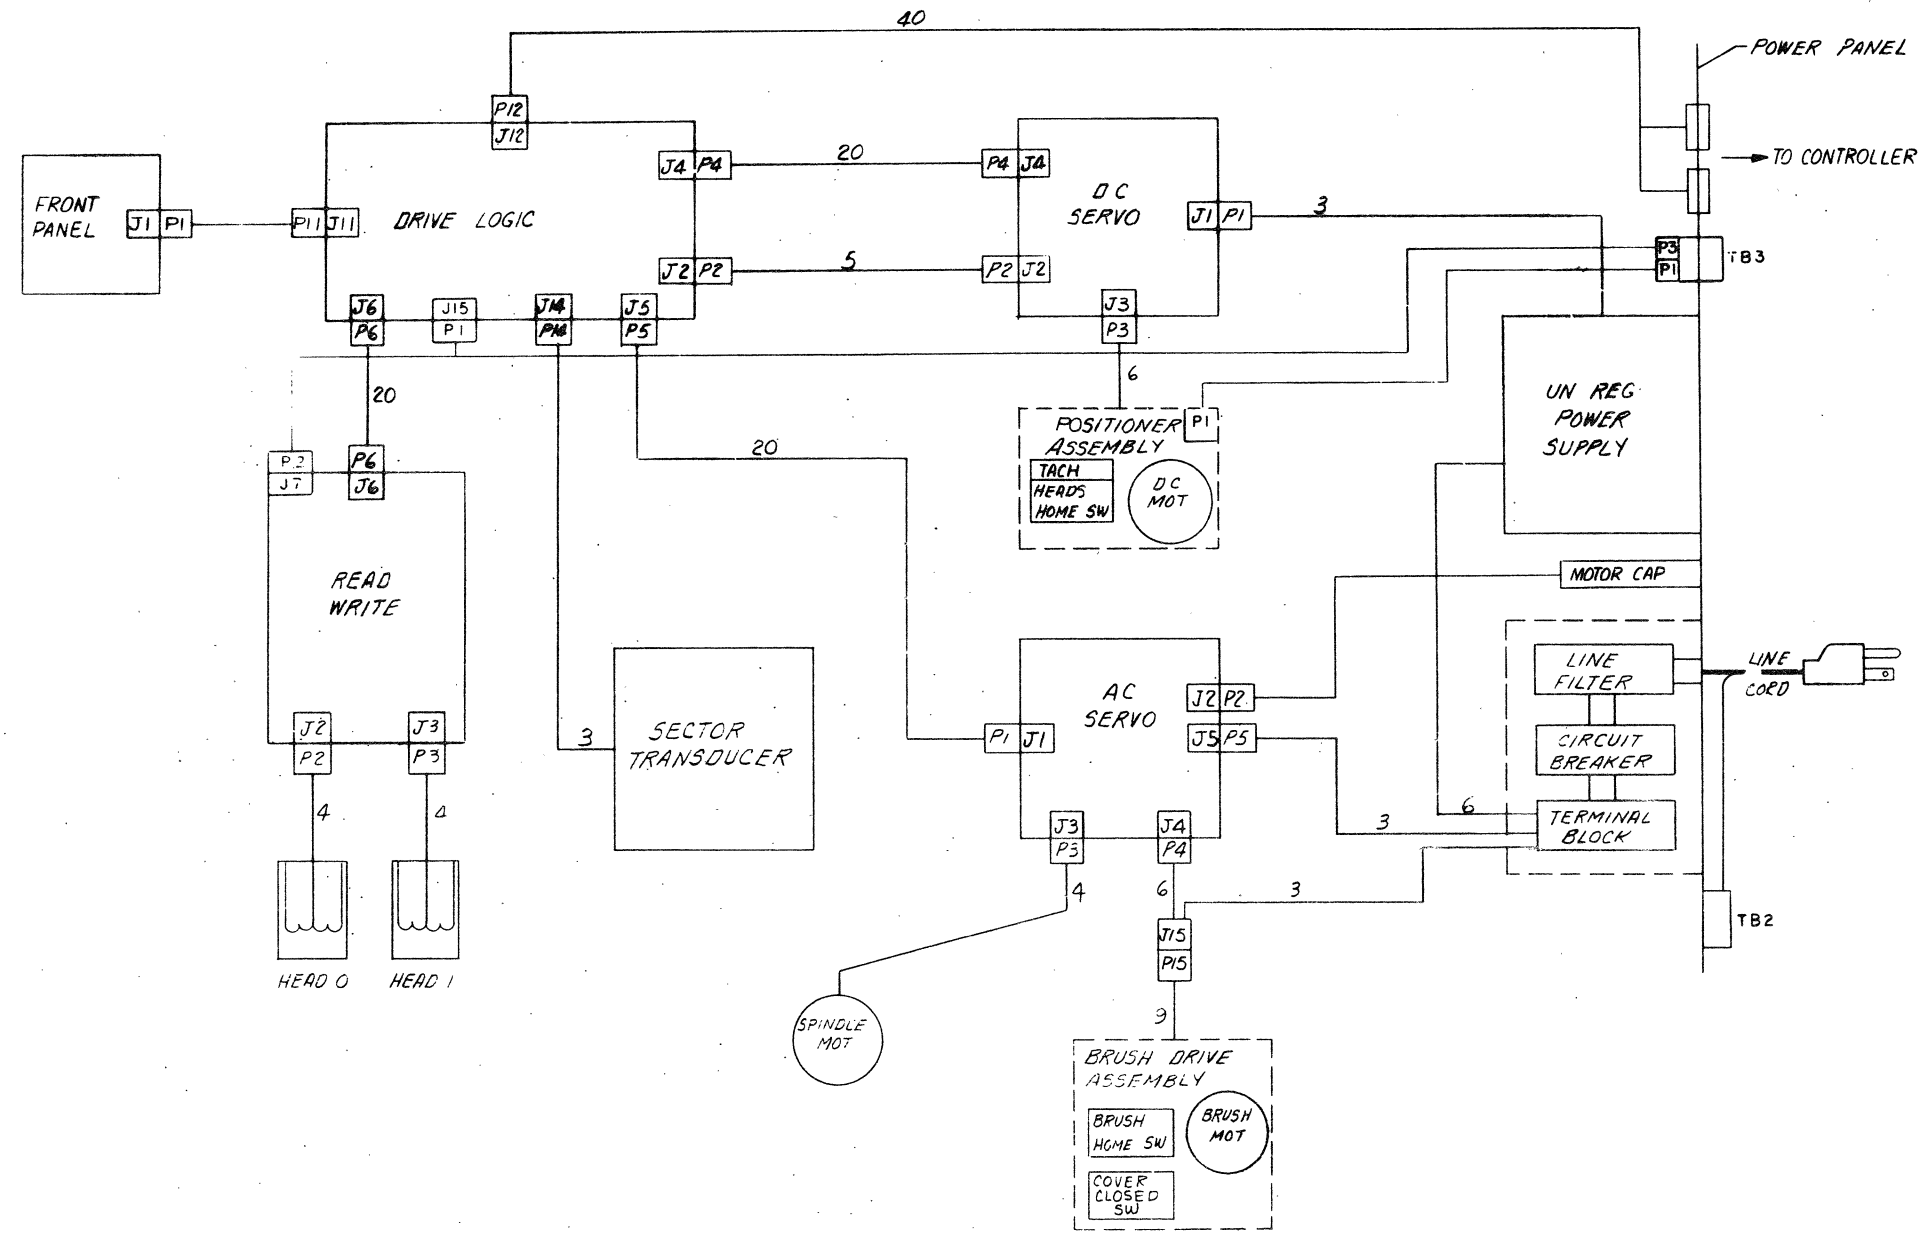 40
POWER PANEL
TO CONTROLLER
P12
J12
J4 P4
20
P4 J4
DC
SERVO
FRONT
PANEL
J1 P1
P11 J11
DRIVE LOGIC
J1 P1
3
P3
P1
TB3
J2 P2
5
P2 J2
J6
P6
J15
P1
J14
P14
J5
P5
J3
P3
6
20
UN REG
POWER
SUPPLY
POSITIONER
ASSEMBLY
P1
TACH
HEADS
HOME SW
DC
MOT
20
P2
J7
P6
J6
READ
WRITE
MOTOR CAP
LINE
FILTER
LINE
CORD
AC
SERVO
J2 P2
J5 P5
P1 J1
SECTOR
TRANSDUCER
3
CIRCUIT
BREAKER
J2
P2
J3
P3
4
4
6
3
TERMINAL
BLOCK
J3
P3
J4
P4
4
6
3
TB2
J15
P15
HEAD 0
HEAD 1
9
SPINDLE
MOT
BRUSH DRIVE
ASSEMBLY
BRUSH
HOME SW
BRUSH
MOT
COVER
CLOSED
SW